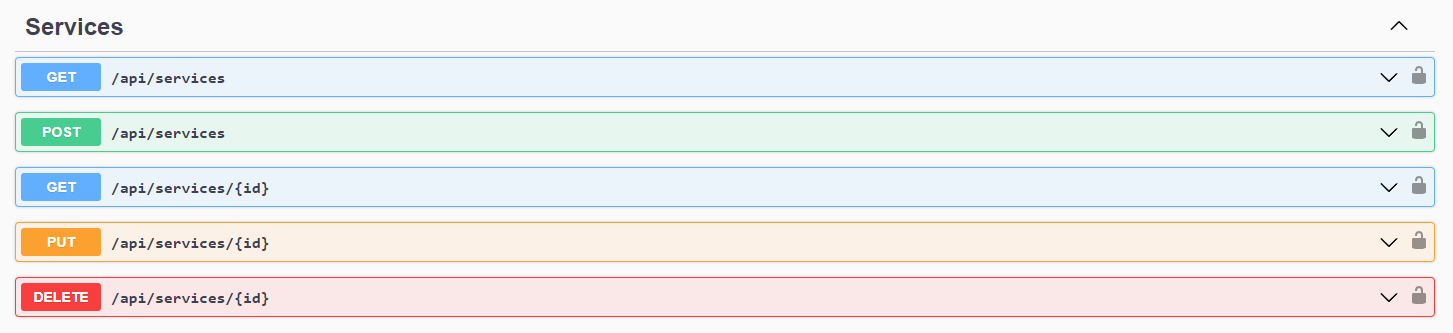 Services
GET /api/services
POST /api/services
GET /api/services/{id}
PUT /api/services/{id}
DELETE /api/services/{id}